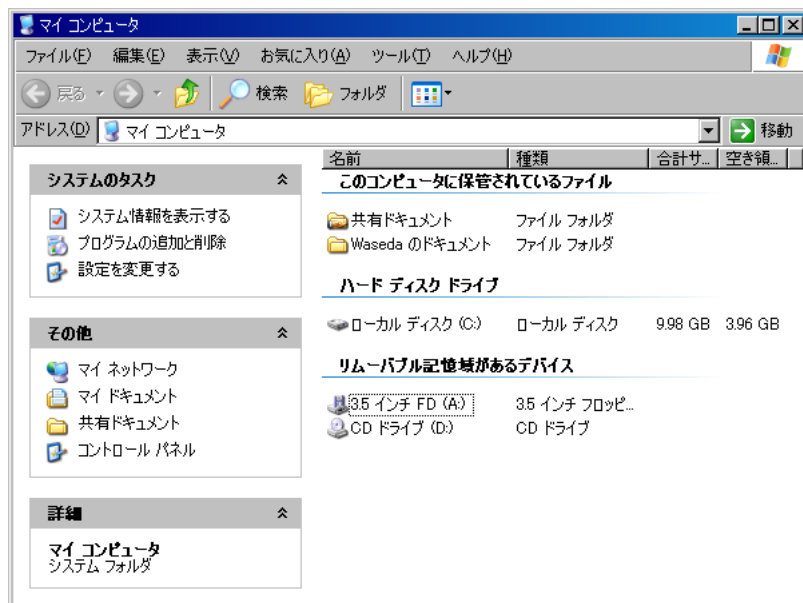 マイ コンピュータ
ファイル(F) 編集(E) 表示(V) お気に入り(A) ツール(T) ヘルプ(H)
戻る 検索 フォルダ
アドレス(D) マイ コンピュータ 移動
システムのタスク
システム情報を表示する
プログラムの追加と削除
設定を変更する
その他
マイ ネットワーク
マイ ドキュメント
共有ドキュメント
コントロール パネル
詳細
マイ コンピュータ
システム フォルダ
名前 種類 合計サ... 空き領...
このコンピュータに保管されているファイル
共有ドキュメント ファイル フォルダ
Waseda のドキュメント ファイル フォルダ
ハード ディスク ドライブ
ローカル ディスク (C:) ローカル ディスク 9.98 GB 3.96 GB
リムーバブル記憶域があるデバイス
3.5 インチ FD (A:) 3.5 インチ フロッピ...
CD ドライブ (D:) CD ドライブ